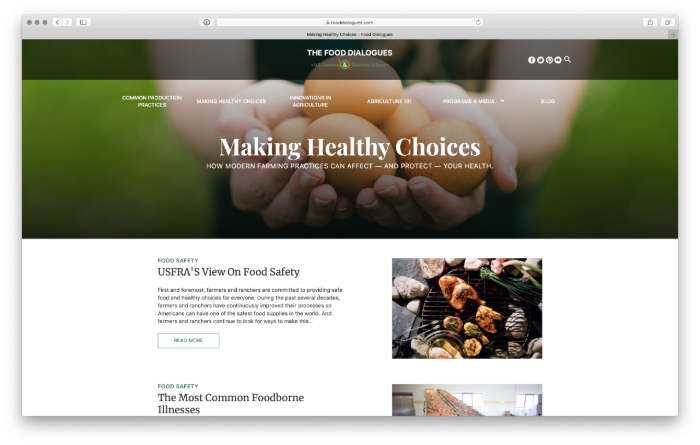 fooddialogues.com
Making Healthy Choices - Food Dialogues
THE FOOD DIALOGUES
COMMON PRODUCTION
PRACTICES
MAKING HEALTHY CHOICES
INNOVATIONS IN
AGRICULTURE
AGRICULTURE 101
PROGRAMS & MEDIA
BLOG
Making Healthy Choices
HOW MODERN FARMING PRACTICES CAN AFFECT — AND PROTECT — YOUR HEALTH.
FOOD SAFETY
USFRA'S View On Food Safety
First and foremost, farmers and ranchers are committed to providing safe
food and healthy choices for everyone. During the past several decades,
farmers and ranchers have continuously improved their processes so
Americans can have one of the safest food supplies in the world. And
farmers and ranchers continue to look for ways to make this...
READ MORE
FOOD SAFETY
The Most Common Foodborne
Illnesses